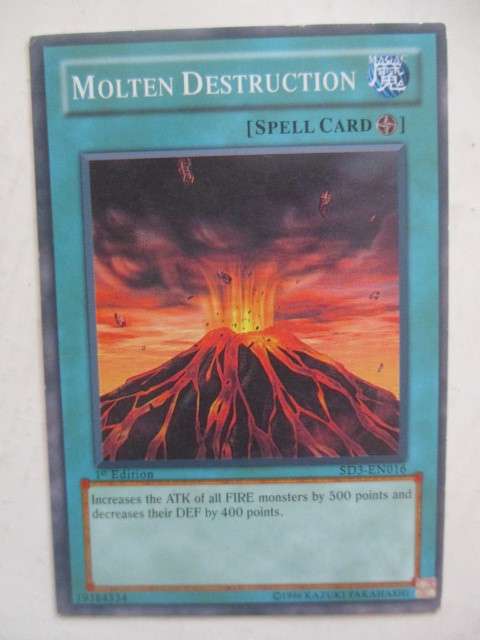 MOLTEN DESTRUCTION
MAGIC
魔
[SPELL CARD]
1st Edition
SD3-EN016
Increases the ATK of all FIRE monsters by 500 points and
decreases their DEF by 400 points.
19384334
©1996 KAZUKI TAKAHASHI